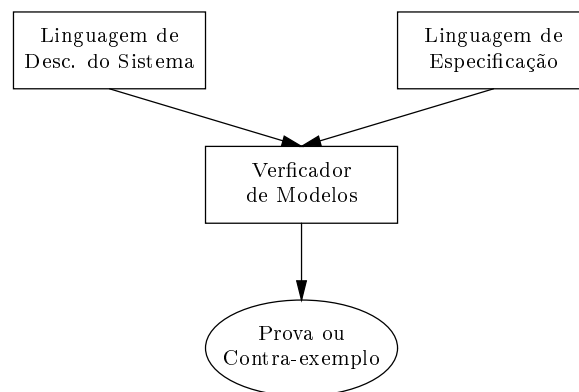 Linguagem de
Desc. do Sistema
Linguagem de
Especificação
Verficador
de Modelos
Prova ou
Contra-exemplo